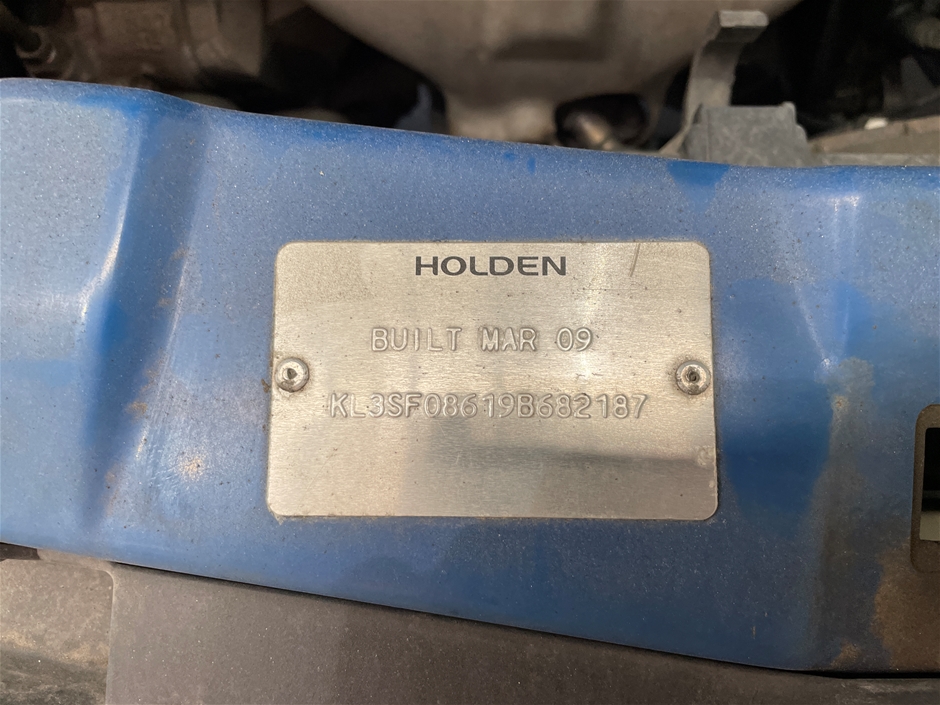 HOLDEN
BUILT MAR 09
KL3SF08619B682187